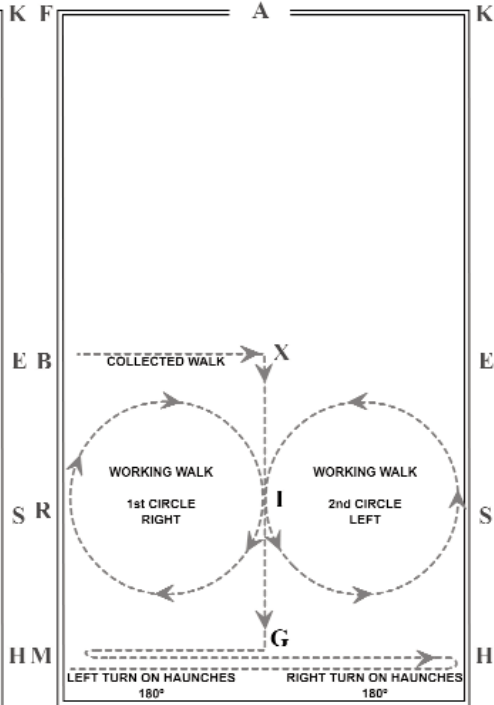 K F A K
E B X E
COLLECTED WALK
WORKING WALK WORKING WALK
I
1st CIRCLE 2nd CIRCLE
S R S
RIGHT LEFT
G
H M H
LEFT TURN ON HAUNCHES RIGHT TURN ON HAUNCHES
180º 180º